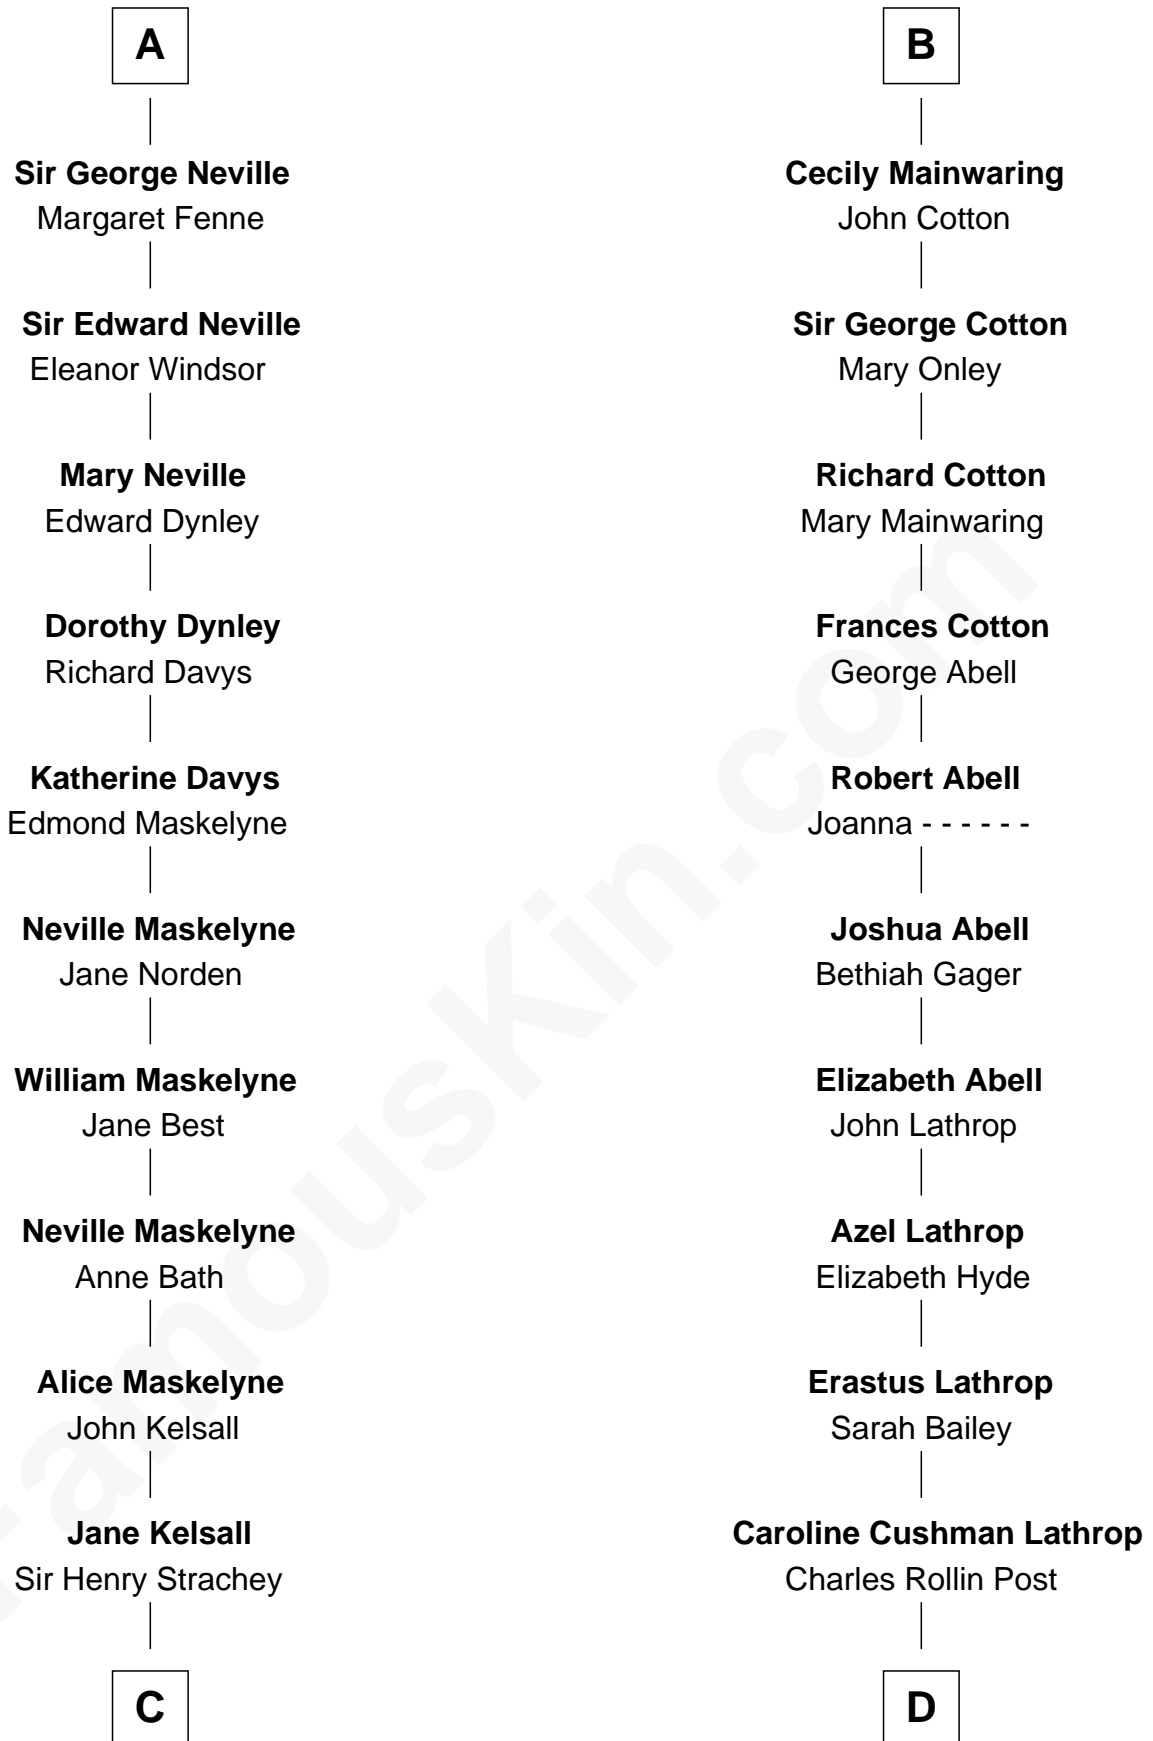 A
Sir George Neville
Margaret Fenne
Sir Edward Neville
Eleanor Windsor
Mary Neville
Edward Dynley
Dorothy Dynley
Richard Davys
Katherine Davys
Edmond Maskelyne
Neville Maskelyne
Jane Norden
William Maskelyne
Jane Best
Neville Maskelyne
Anne Bath
Alice Maskelyne
John Kelsall
Jane Kelsall
Sir Henry Strachey
C
B
Cecily Mainwaring
John Cotton
Sir George Cotton
Mary Onley
Richard Cotton
Mary Mainwaring
Frances Cotton
George Abell
Robert Abell
Joanna - - - - - -
Joshua Abell
Bethiah Gager
Elizabeth Abell
John Lathrop
Azel Lathrop
Elizabeth Hyde
Erastus Lathrop
Sarah Bailey
Caroline Cushman Lathrop
Charles Rollin Post
D
FamousKin.com